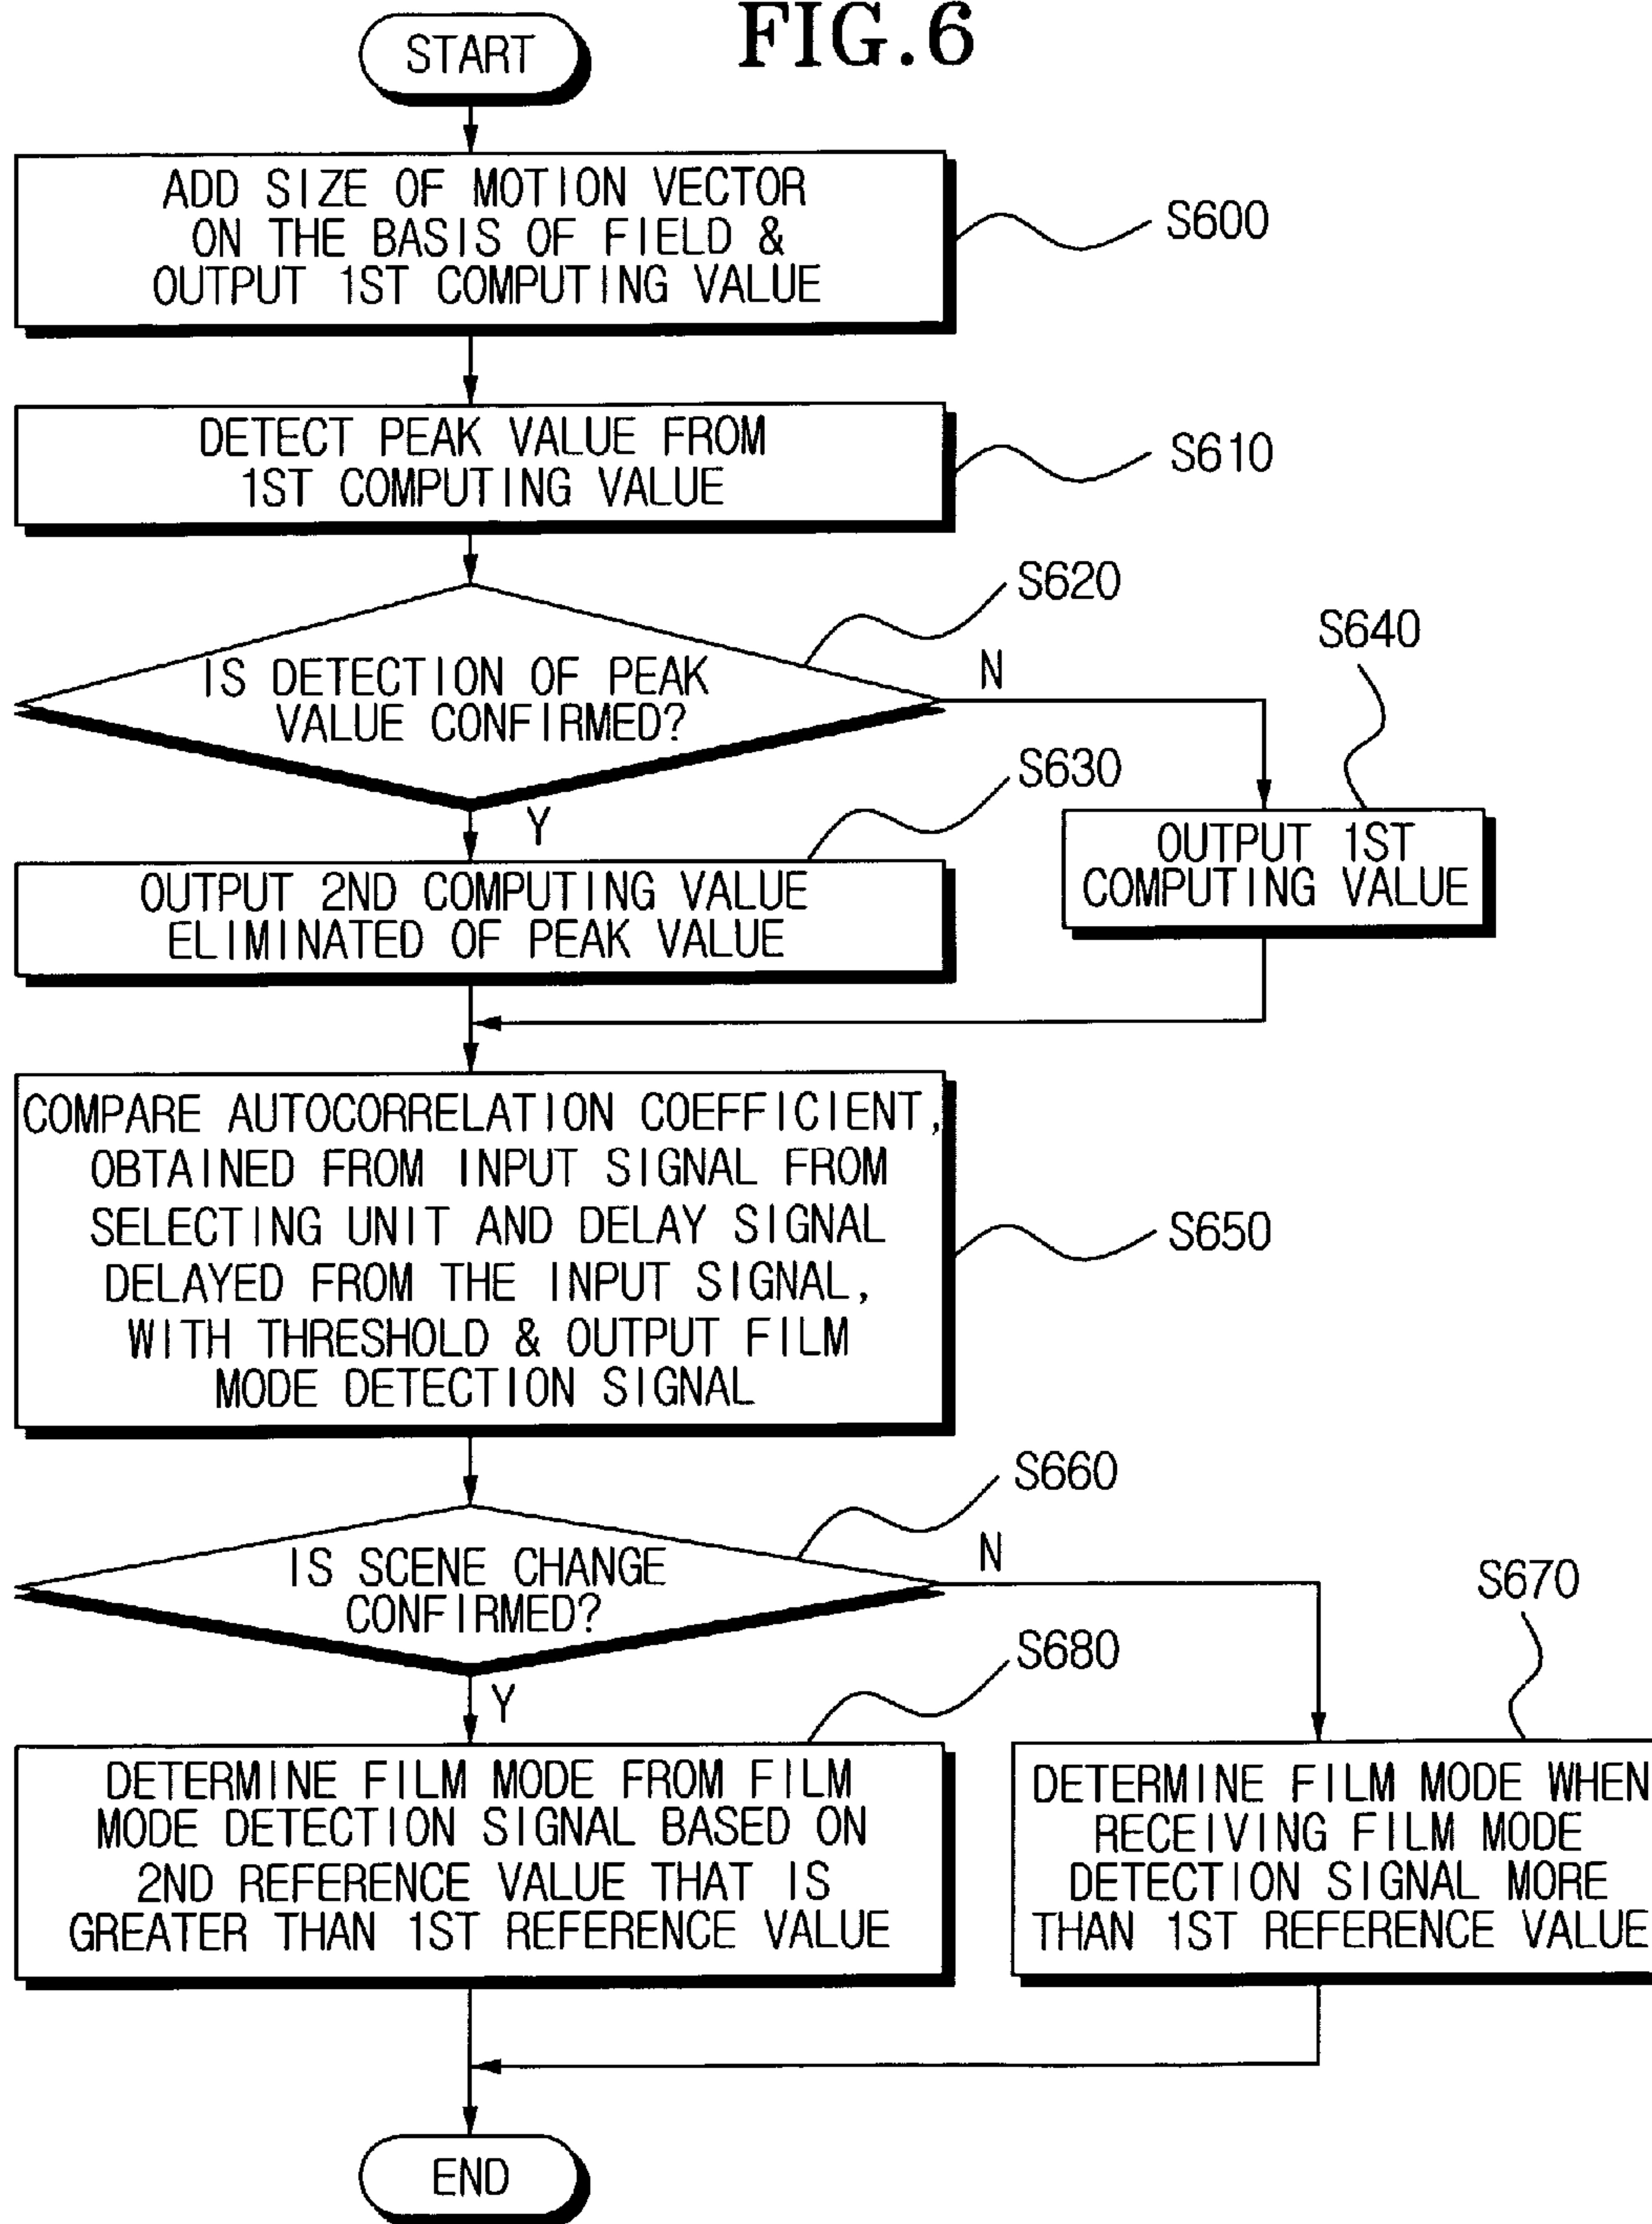 FIG.6
START
ADD SIZE OF MOTION VECTOR
ON THE BASIS OF FIELD &
OUTPUT 1ST COMPUTING VALUE
S600
DETECT PEAK VALUE FROM
1ST COMPUTING VALUE
S610
S620
IS DETECTION OF PEAK
VALUE CONFIRMED?
N
S640
Y
S630
OUTPUT 1ST
COMPUTING VALUE
OUTPUT 2ND COMPUTING VALUE
ELIMINATED OF PEAK VALUE
COMPARE AUTOCORRELATION COEFFICIENT,
OBTAINED FROM INPUT SIGNAL FROM
SELECTING UNIT AND DELAY SIGNAL
DELAYED FROM THE INPUT SIGNAL,
WITH THRESHOLD & OUTPUT FILM
MODE DETECTION SIGNAL
S650
S660
IS SCENE CHANGE
CONFIRMED?
N
S670
Y
S680
DETERMINE FILM MODE FROM FILM
MODE DETECTION SIGNAL BASED ON
2ND REFERENCE VALUE THAT IS
GREATER THAN 1ST REFERENCE VALUE
DETERMINE FILM MODE WHEN
RECEIVING FILM MODE
DETECTION SIGNAL MORE
THAN 1ST REFERENCE VALUE
END